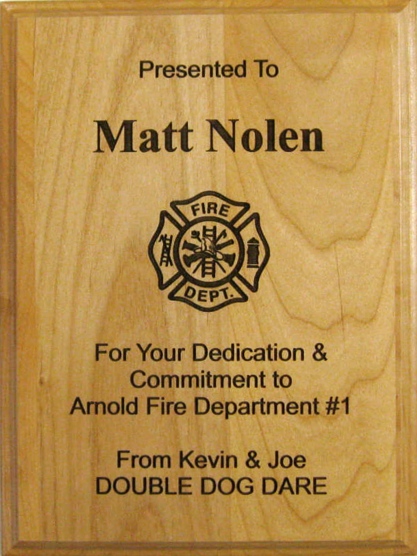 Presented To
Matt Nolen
FIRE
DEPT.
For Your Dedication &
Commitment to
Arnold Fire Department #1
From Kevin & Joe
DOUBLE DOG DARE